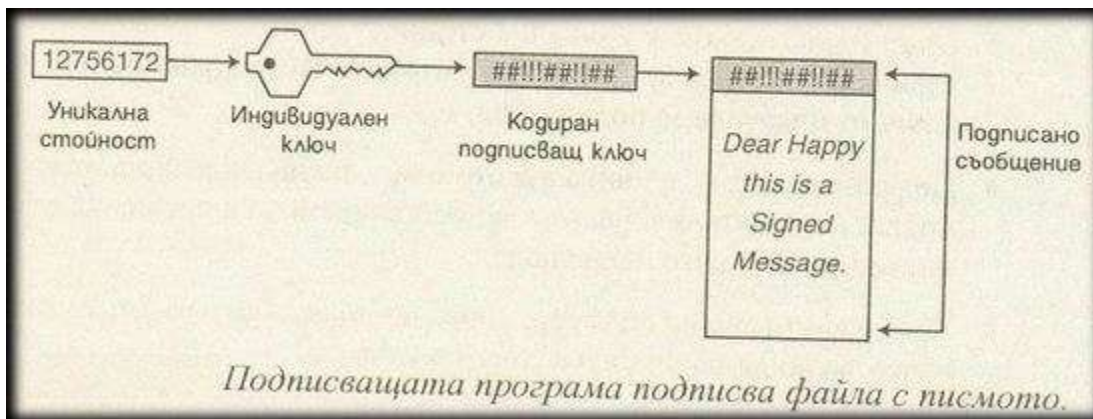 12756172
Уникална
стойност
Индивидуален
ключ
##!!!##!!##
Кодиран
подписващ ключ
##!!!##!!##
Dear Happy
this is a
Signed
Message.
Подписано
съобщение
Подписващата програма подписва файла с писмото.